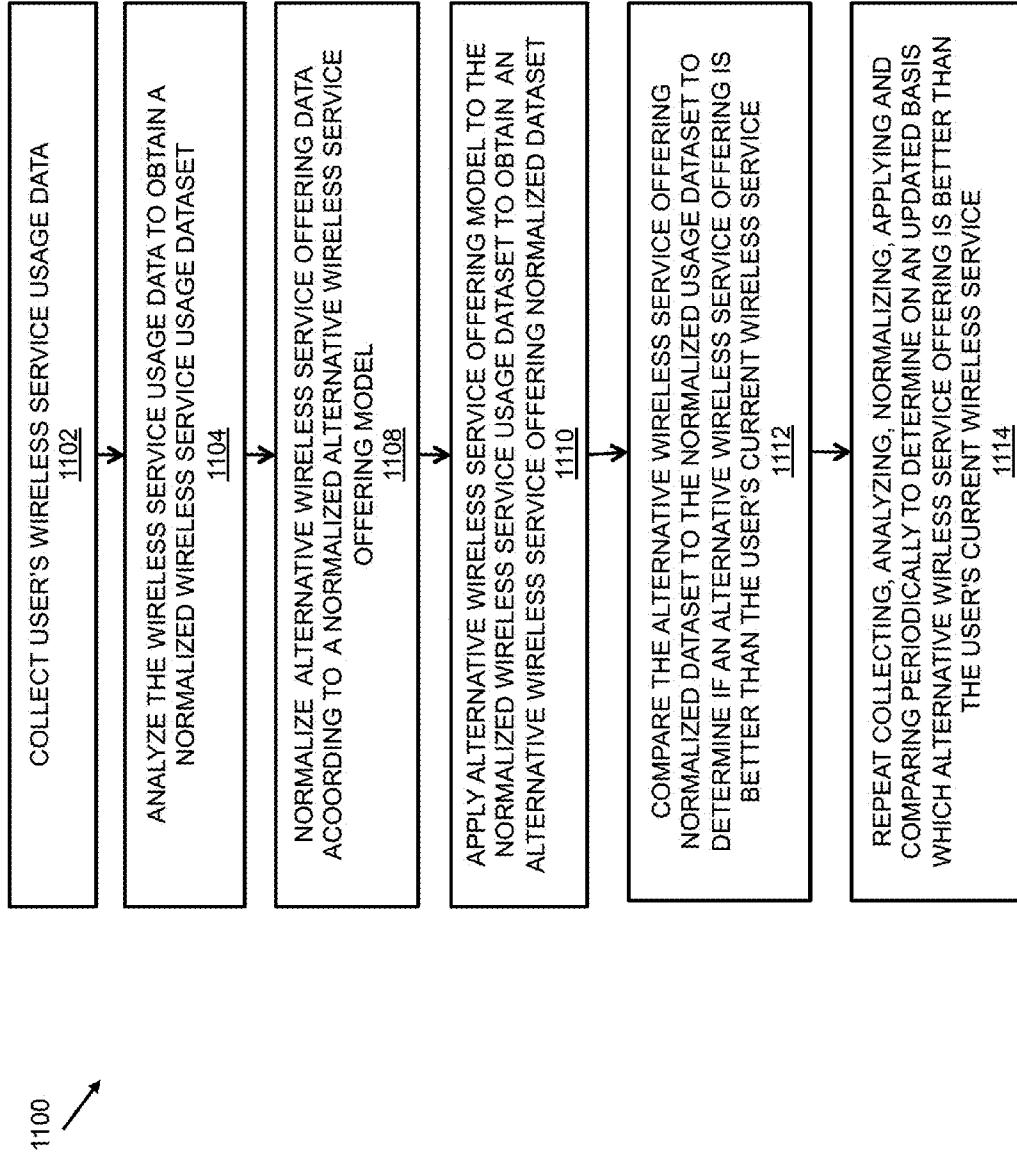 1100
COLLECT USER'S WIRELESS SERVICE USAGE DATA
1102
ANALYZE THE WIRELESS SERVICE USAGE DATA TO OBTAIN A
NORMALIZED WIRELESS SERVICE USAGE DATASET
1104
NORMALIZE ALTERNATIVE WIRELESS SERVICE OFFERING DATA
ACORDING TO A NORMALIZED ALTERNATIVE WIRELESS SERVICE
OFFERING MODEL
1108
APPLY ALTERNATIVE WIRELESS SERVICE OFFERING MODEL TO THE
NORMALIZED WIRELESS SERVICE USAGE DATASET TO OBTAIN AN
ALTERNATIVE WIRELESS SERVICE OFFERING NORMALIZED DATASET
1110
COMPARE THE ALTERNATIVE WIRELESS SERVICE OFFERING
NORMALIZED DATASET TO THE NORMALIZED USAGE DATASET TO
DETERMINE IF AN ALTERNATIVE WIRELESS SERVICE OFFERING IS
BETTER THAN THE USER'S CURRENT WIRELESS SERVICE
1112
REPEAT COLLECTING, ANALYZING, NORMALIZING, APPLYING AND
COMPARING PERIODICALLY TO DETERMINE ON AN UPDATED BASIS
WHICH ALTERNATIVE WIRLESS SERVICE OFFERING IS BETTER THAN
THE USER'S CURRENT WIRELESS SERVICE
1114